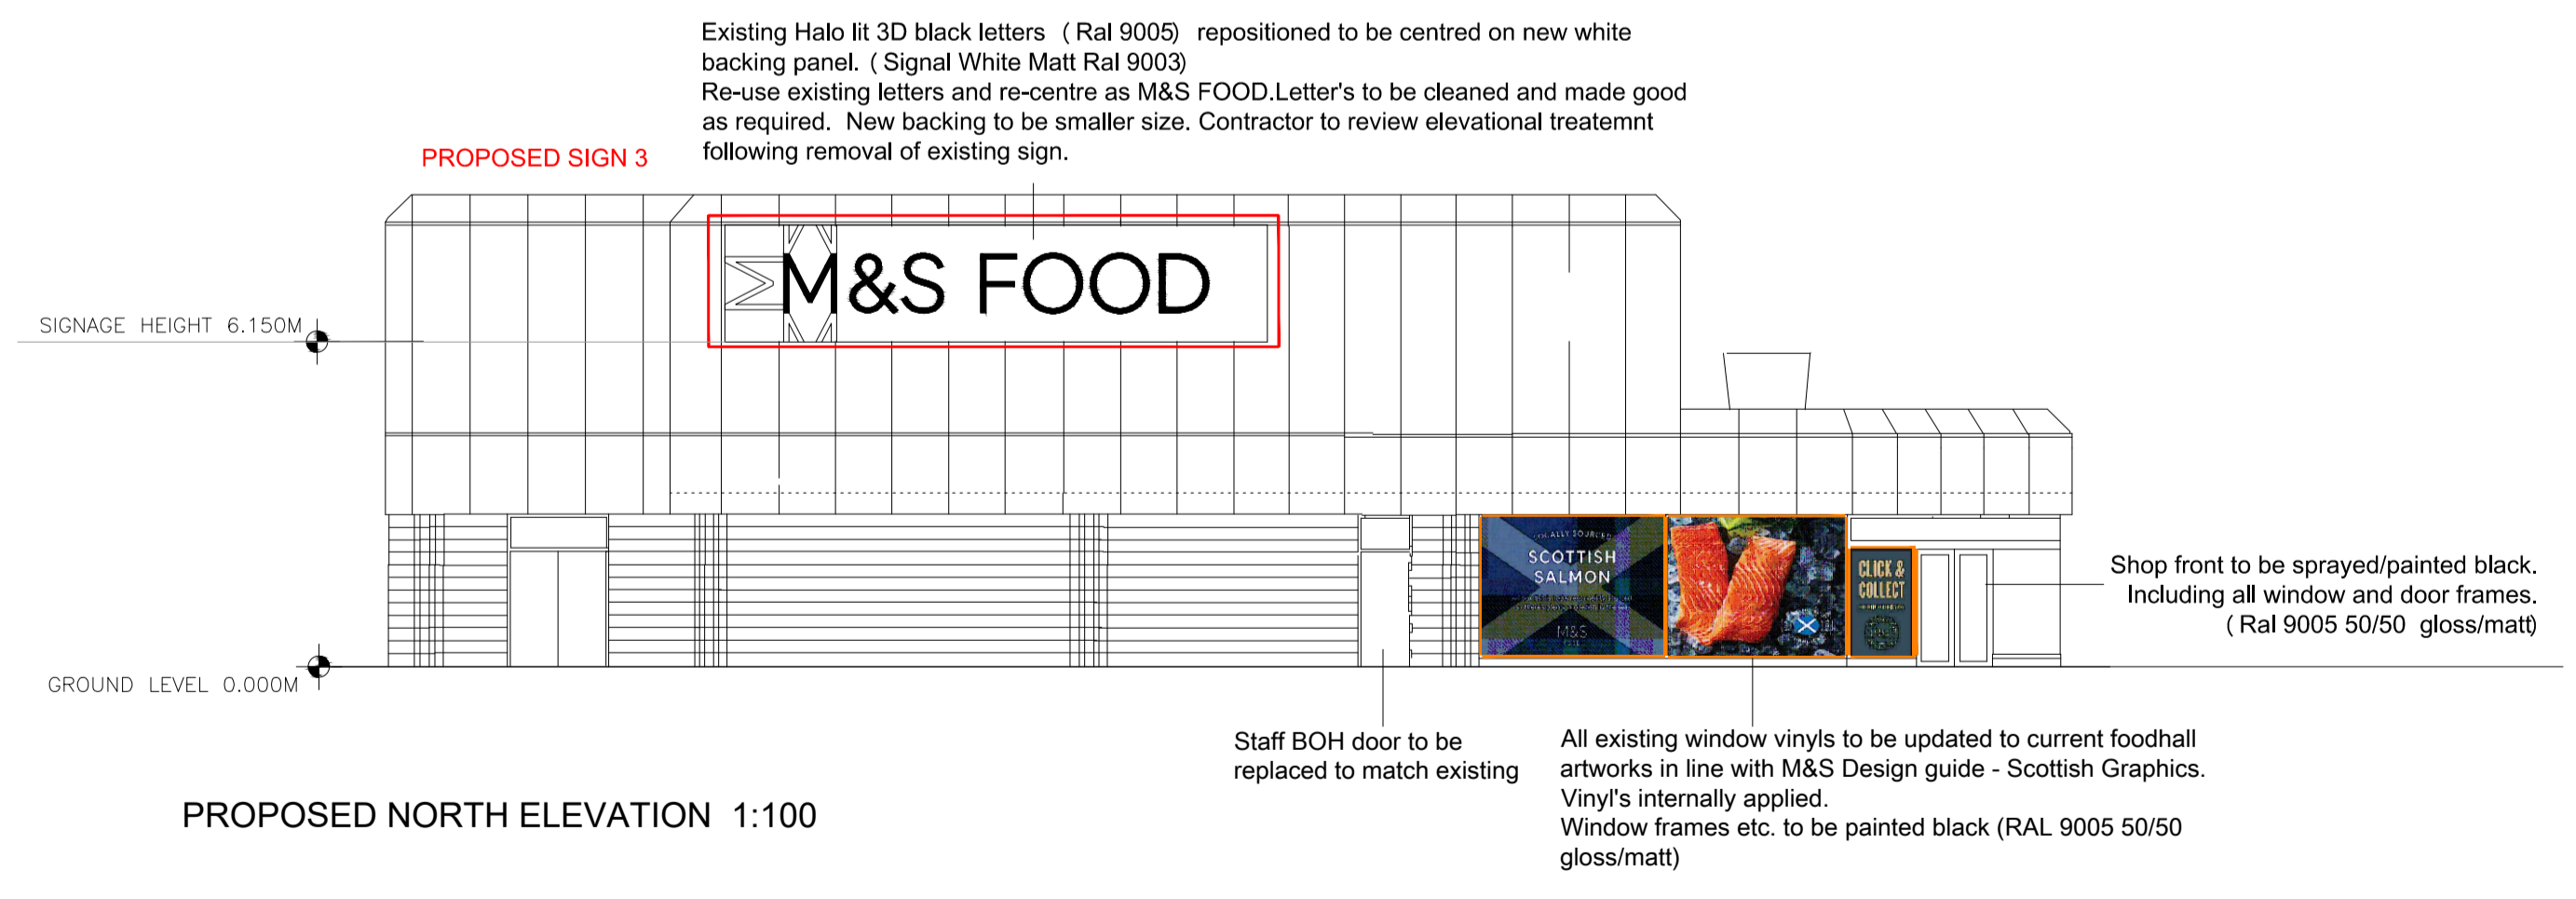 Existing Halo lit 3D black letters ( Ral 9005) repositioned to be centred on new white
backing panel. ( Signal White Matt Ral 9003)
Re-use existing letters and re-centre as M&S FOOD.Letter's to be cleaned and made good
as required. New backing to be smaller size. Contractor to review elevational treatemnt
following removal of existing sign.
PROPOSED SIGN 3
M&S FOOD
SIGNAGE HEIGHT 6.150M
LOCALLY SOURCED
SCOTTISH
SALMON
M&S
CLICK &
COLLECT
Shop front to be sprayed/painted black.
Including all window and door frames.
( Ral 9005 50/50 gloss/matt)
GROUND LEVEL 0.000M
Staff BOH door to be
replaced to match existing
All existing window vinyls to be updated to current foodhall
artworks in line with M&S Design guide - Scottish Graphics.
Vinyl's internally applied.
Window frames etc. to be painted black (RAL 9005 50/50
gloss/matt)
PROPOSED NORTH ELEVATION 1:100